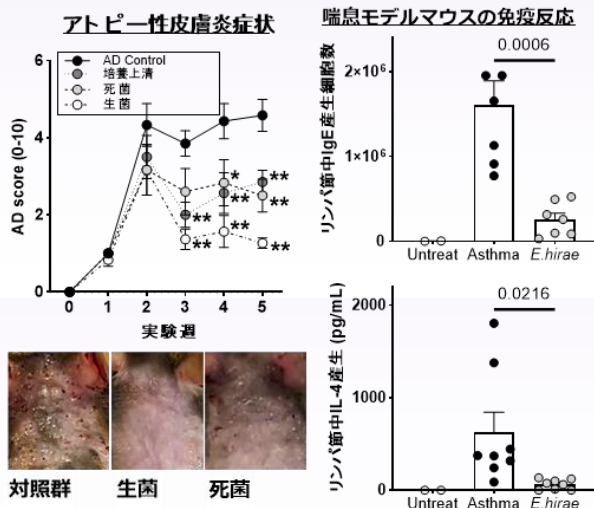 アトピー性皮膚炎症状
AD score (0-10)
6
4
2
0
AD Control
培養上清
死菌
生菌
*
**
**
**
**
**
**
**
0 1 2 3 4 5
実験週
対照群 生菌 死菌
喘息モデルマウスの免疫反応
リンパ節中IgE産生細胞数
0.0006
2×10⁶
1×10⁶
0
Untreat Asthma E.hirae
リンパ節中IL-4産生 (pg/mL)
0.0216
2000
1000
0
Untreat Asthma E.hirae